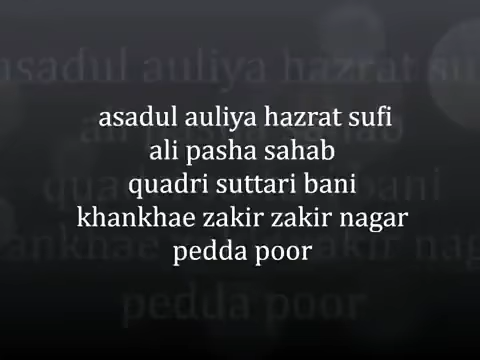 asadul auliya hazrat sufi
ali pasha sahab
quadri suttari bani
khankhae zakir zakir nagar
pedda poor